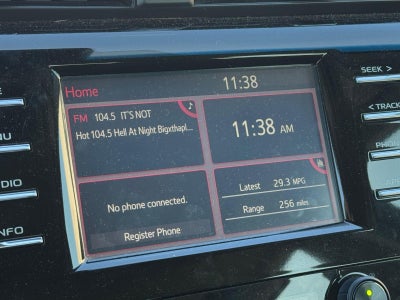 Home
11:38
FM 104.5 IT'S NOT
Hot 104.5 Hell At Night Bigxthapl...
11:38 AM
No phone connected.
Register Phone
Latest 29.3 MPG
Range 256 miles
SEEK >
< TRACK